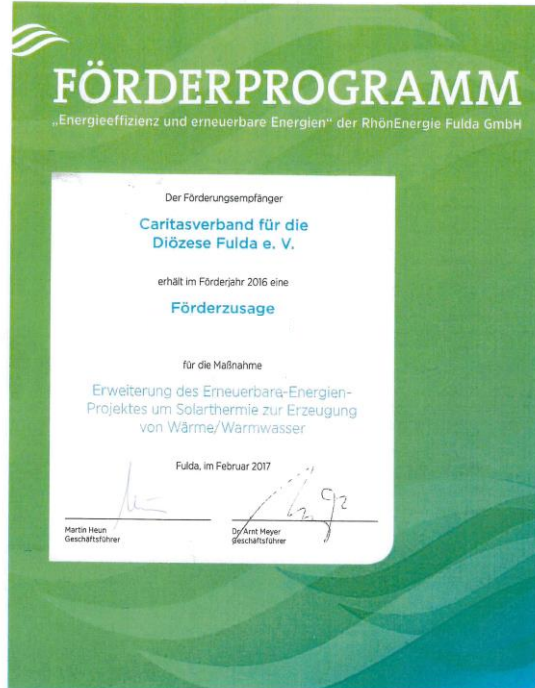 FÖRDERPROGRAMM
„Energieeffizienz und erneuerbare Energien“ der RhönEnergie Fulda GmbH
Der Förderungsempfänger
Caritasverband für die
Diözese Fulda e. V.
erhält im Förderjahr 2016 eine
Förderzusage
für die Maßnahme
Erweiterung des Erneuerbare-Energien-
Projektes um Solarthermie zur Erzeugung
von Wärme/Warmwasser
Fulda, im Februar 2017
Martin Heun
Geschäftsführer
Dr. Arnt Meyer
Geschäftsführer